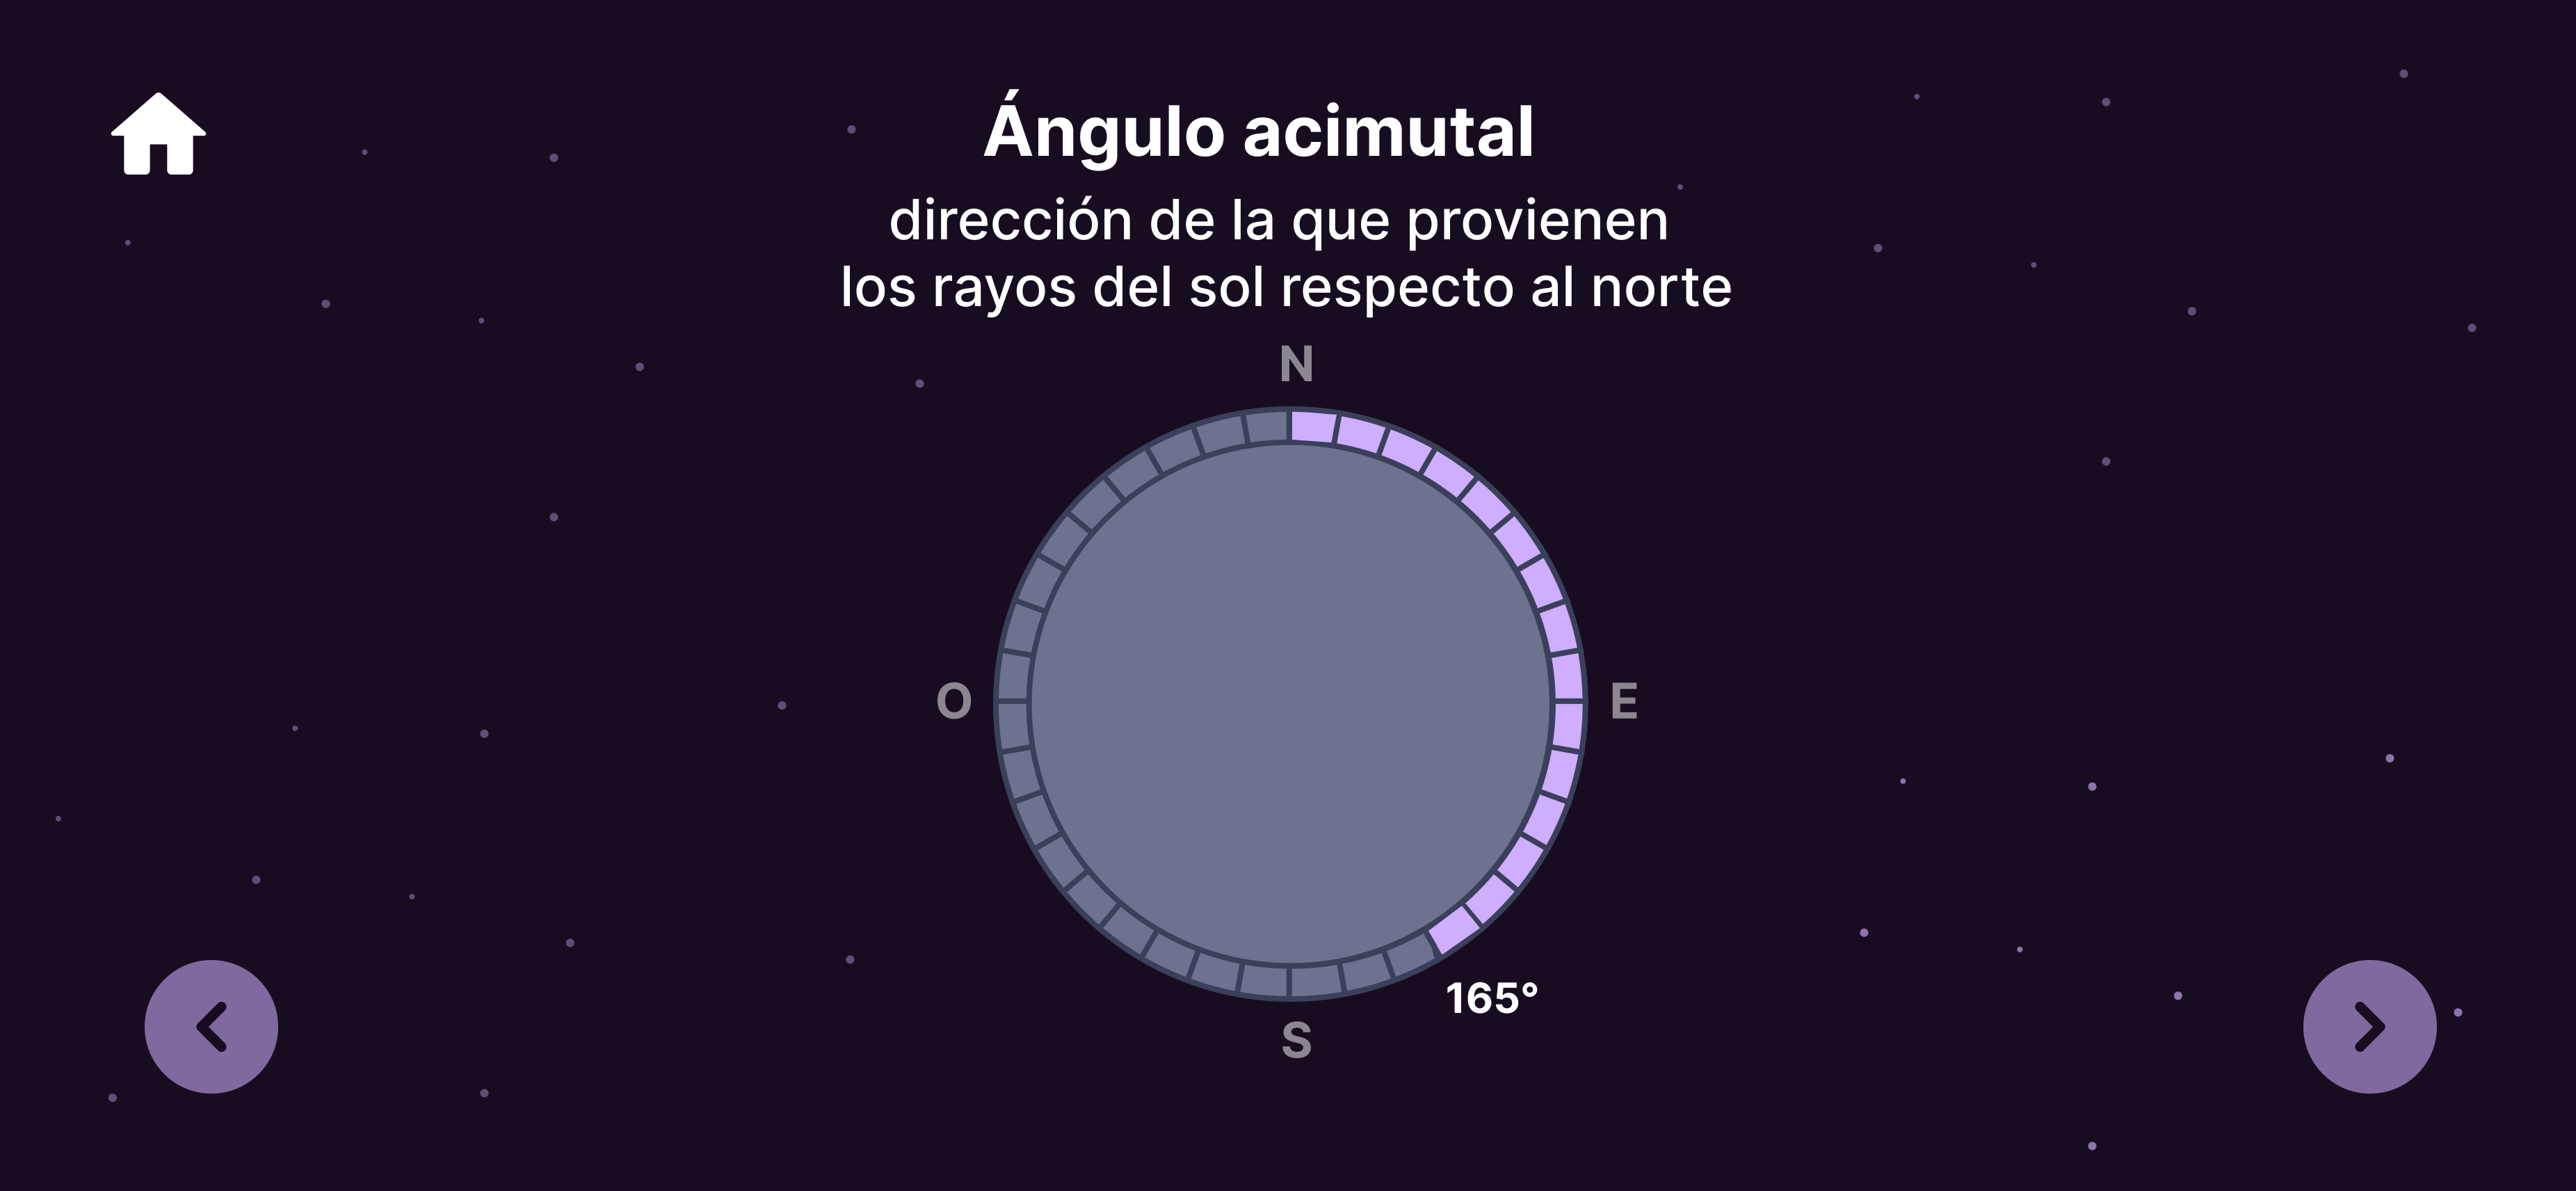 Ángulo acimutal
dirección de la que provienen
los rayos del sol respecto al norte
N
O
E
165°
S